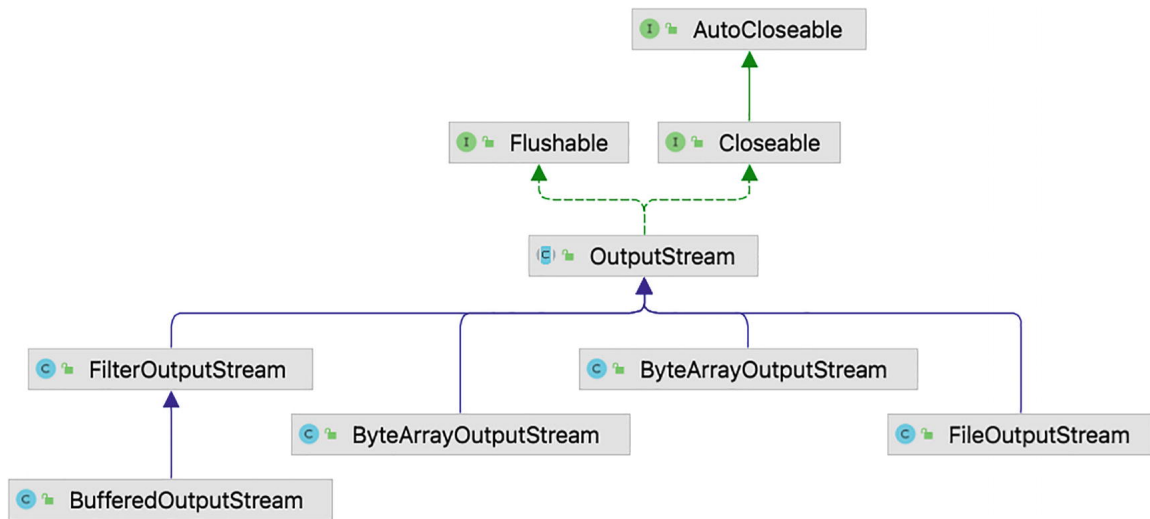 I AutoCloseable
I Flushable
I Closeable
C OutputStream
C FilterOutputStream
C ByteArrayOutputStream
C ByteArrayOutputStream
C FileOutputStream
C BufferedOutputStream